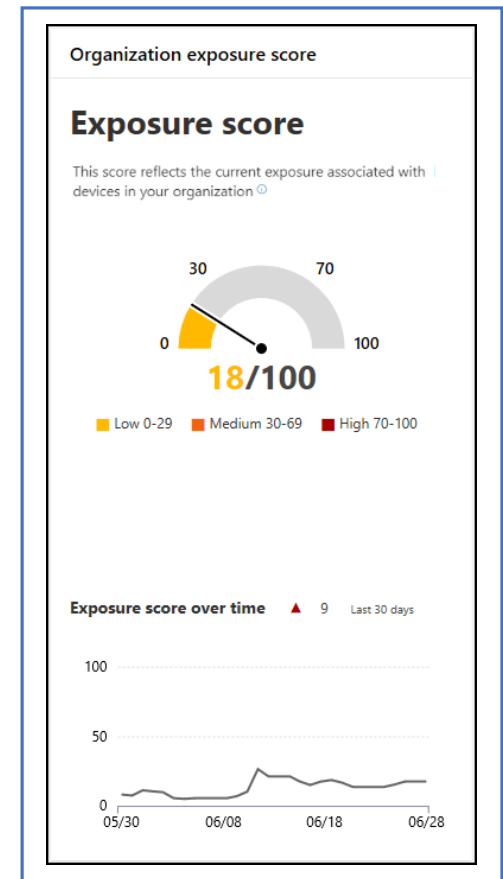 Organization exposure score
Exposure score
This score reflects the current exposure associated with
devices in your organization
30 70
0 100
18/100
Low 0-29 Medium 30-69 High 70-100
Exposure score over time ▲ 9 Last 30 days
100
50
0
05/30 06/08 06/18 06/28